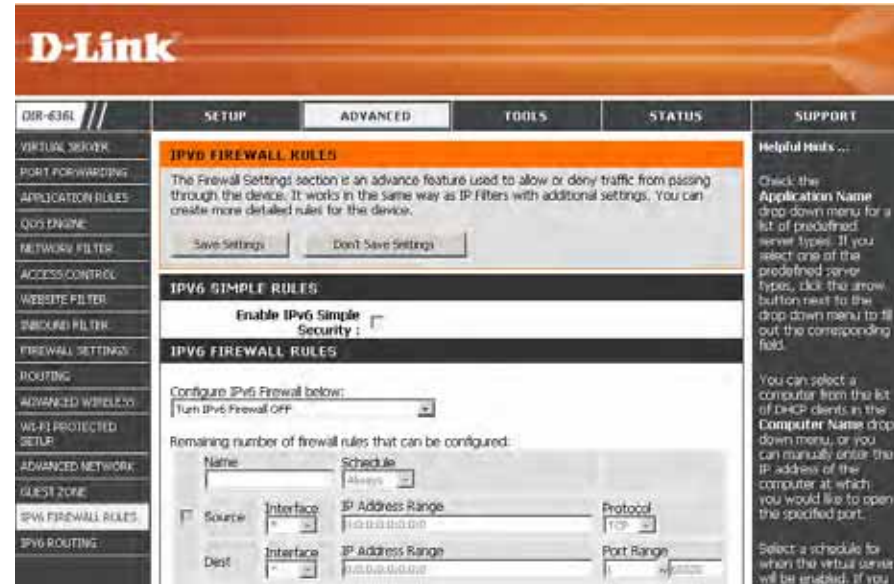 D-Link
DIR-636L
SETUP
ADVANCED
TOOLS
STATUS
SUPPORT
VIRTUAL SERVER
PORT FORWARDING
APPLICATION RULES
QOS ENGINE
NETWORK FILTER
ACCESS CONTROL
WEBSITE FILTER
INBOUND FILTER
FIREWALL SETTINGS
ROUTING
ADVANCED WIRELESS
WI-FI PROTECTED
SETUP
ADVANCED NETWORK
GUEST ZONE
IPV6 FIREWALL RULES
IPV6 ROUTING
IPV6 FIREWALL RULES
The Firewall Settings section is an advance feature used to allow or deny traffic from passing
through the device. It works in the same way as IP Filters with additional settings. You can
create more detailed rules for the device.
Save Settings
Don't Save Settings
IPV6 SIMPLE RULES
Enable IPv6 Simple
Security :
IPV6 FIREWALL RULES
Configure IPv6 Firewall below:
Turn IPv6 Firewall OFF
Remaining number of firewall rules that can be configured:
Name
Schedule
Always
Source
Interface
*
IP Address Range
Protocol
TCP
Dest
Interface
*
IP Address Range
Port Range
1
Helpful Hints ...
Check the
Application Name
drop down menu for a
list of predefined
server types. If you
select one of the
predefined server
types, click the arrow
button next to the
drop down menu to fill
out the corresponding
field.
You can select a
computer from the list
of DHCP clients in the
Computer Name drop
down menu, or you
can manually enter the
IP address of the
computer at which
you would like to open
the specified port.
Select a schedule for
when the virtual server
will be enabled. If your